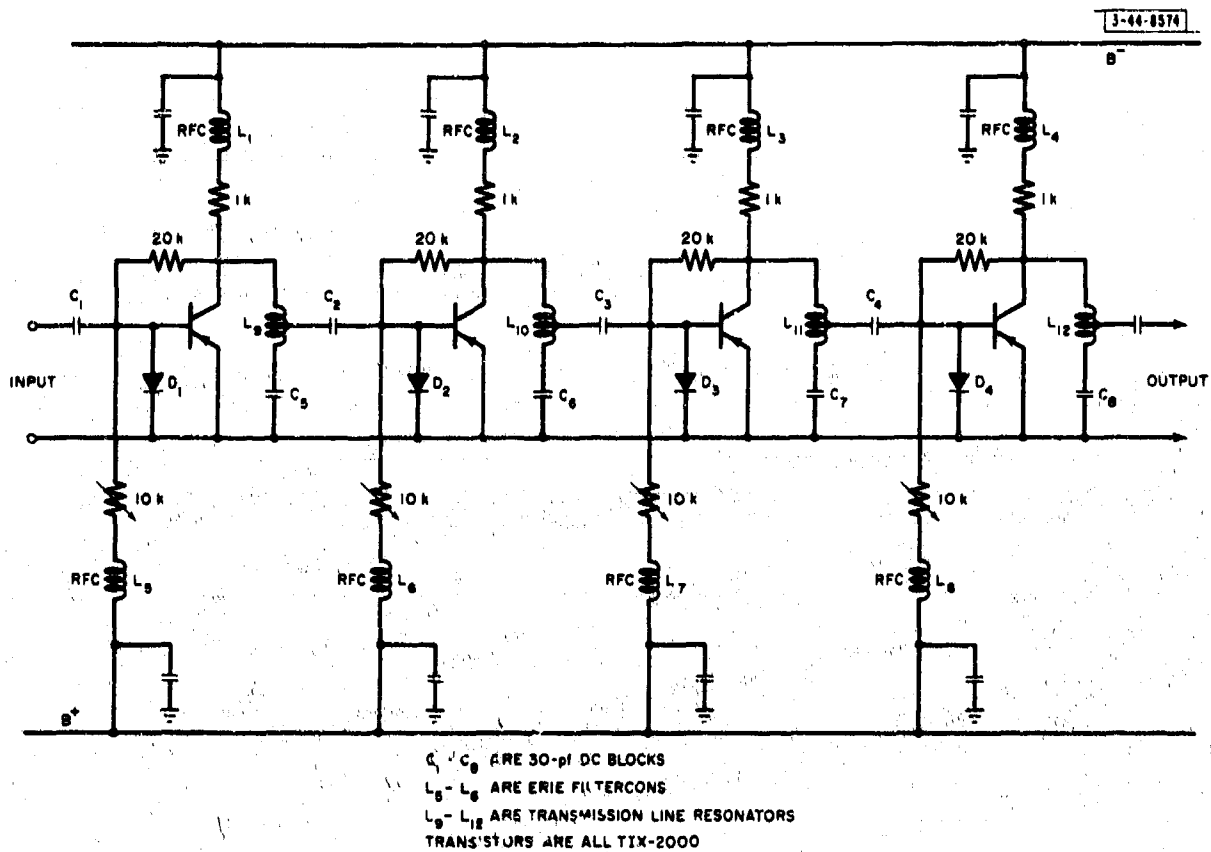 3-44-8574
B⁻
RFC L₁ RFC L₂ RFC L₃ RFC L₄
1k 1k 1k 1k
20k 20k 20k 20k
C₁ C₂ C₃ C₄
L₉ L₁₀ L₁₁ L₁₂
INPUT D₁ D₂ D₃ D₄ OUTPUT
C₅ C₆ C₇ C₈
10k 10k 10k 10k
RFC L₅ RFC L₆ RFC L₇ RFC L₈
B⁺
C₁ - C₈ ARE 30-pf DC BLOCKS
L₅- L₈ ARE ERIE FILTERCONS
L₉- L₁₂ ARE TRANSMISSION LINE RESONATORS
TRANSISTORS ARE ALL TIX-2000